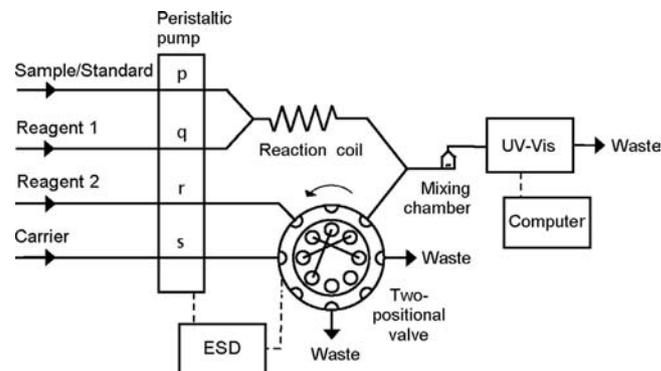 Peristaltic
pump
Sample/Standard
p
Reagent 1
q
Reaction coil
Reagent 2
r
Carrier
s
ESD
Waste
Two-
positional
valve
Waste
Mixing
chamber
UV-Vis
Waste
Computer